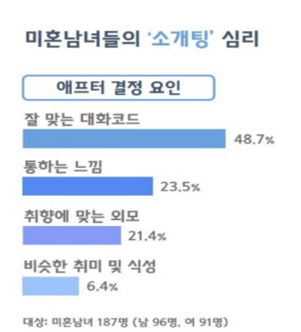 미혼남녀들의 ‘소개팅’ 심리
애프터 결정 요인
잘 맞는 대화코드
48.7%
통하는 느낌
23.5%
취향에 맞는 외모
21.4%
비슷한 취미 및 식성
6.4%
대상: 미혼남녀 187명 (남 96명, 여 91명)